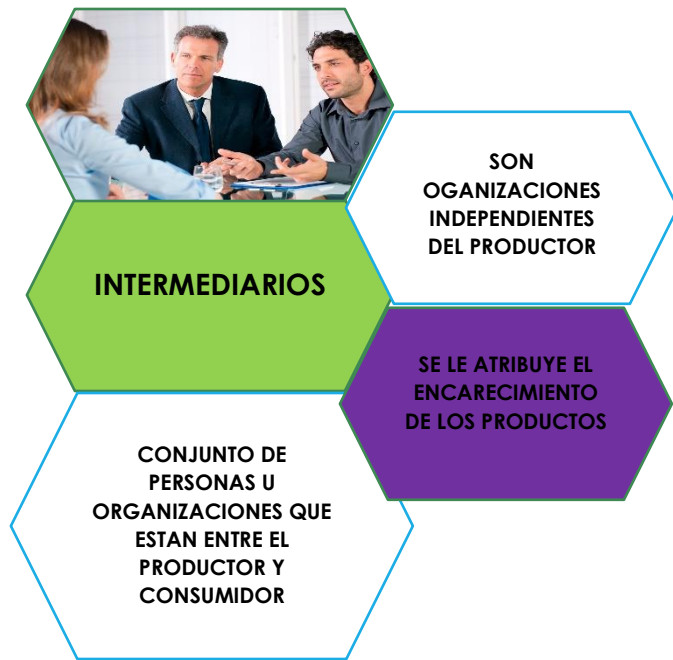 SON
OGANIZACIONES
INDEPENDIENTES
DEL PRODUCTOR
INTERMEDIARIOS
SE LE ATRIBUYE EL
ENCARECIMIENTO
DE LOS PRODUCTOS
CONJUNTO DE
PERSONAS U
ORGANIZACIONES QUE
ESTAN ENTRE EL
PRODUCTOR Y
CONSUMIDOR